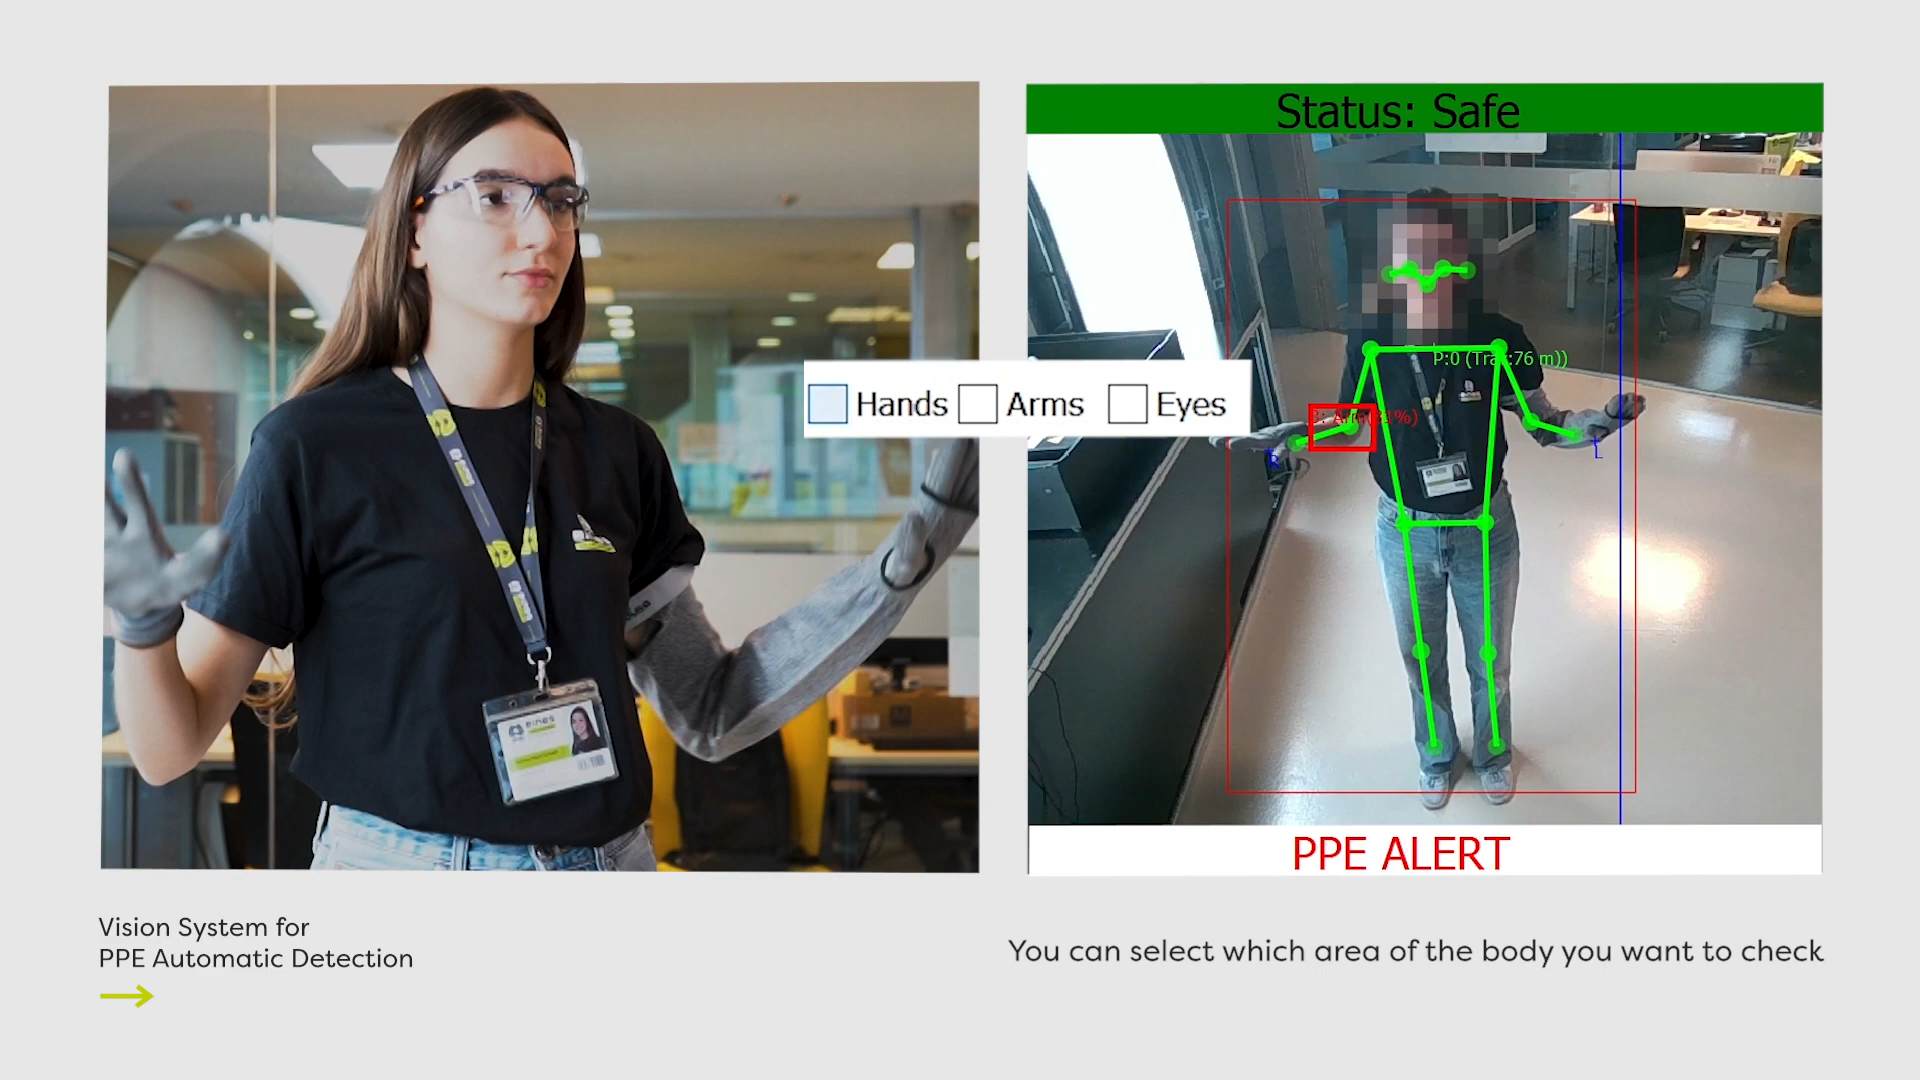 Status: Safe
Hands Arms Eyes
eines
PPE ALERT
Vision System for
PPE Automatic Detection
You can select which area of the body you want to check